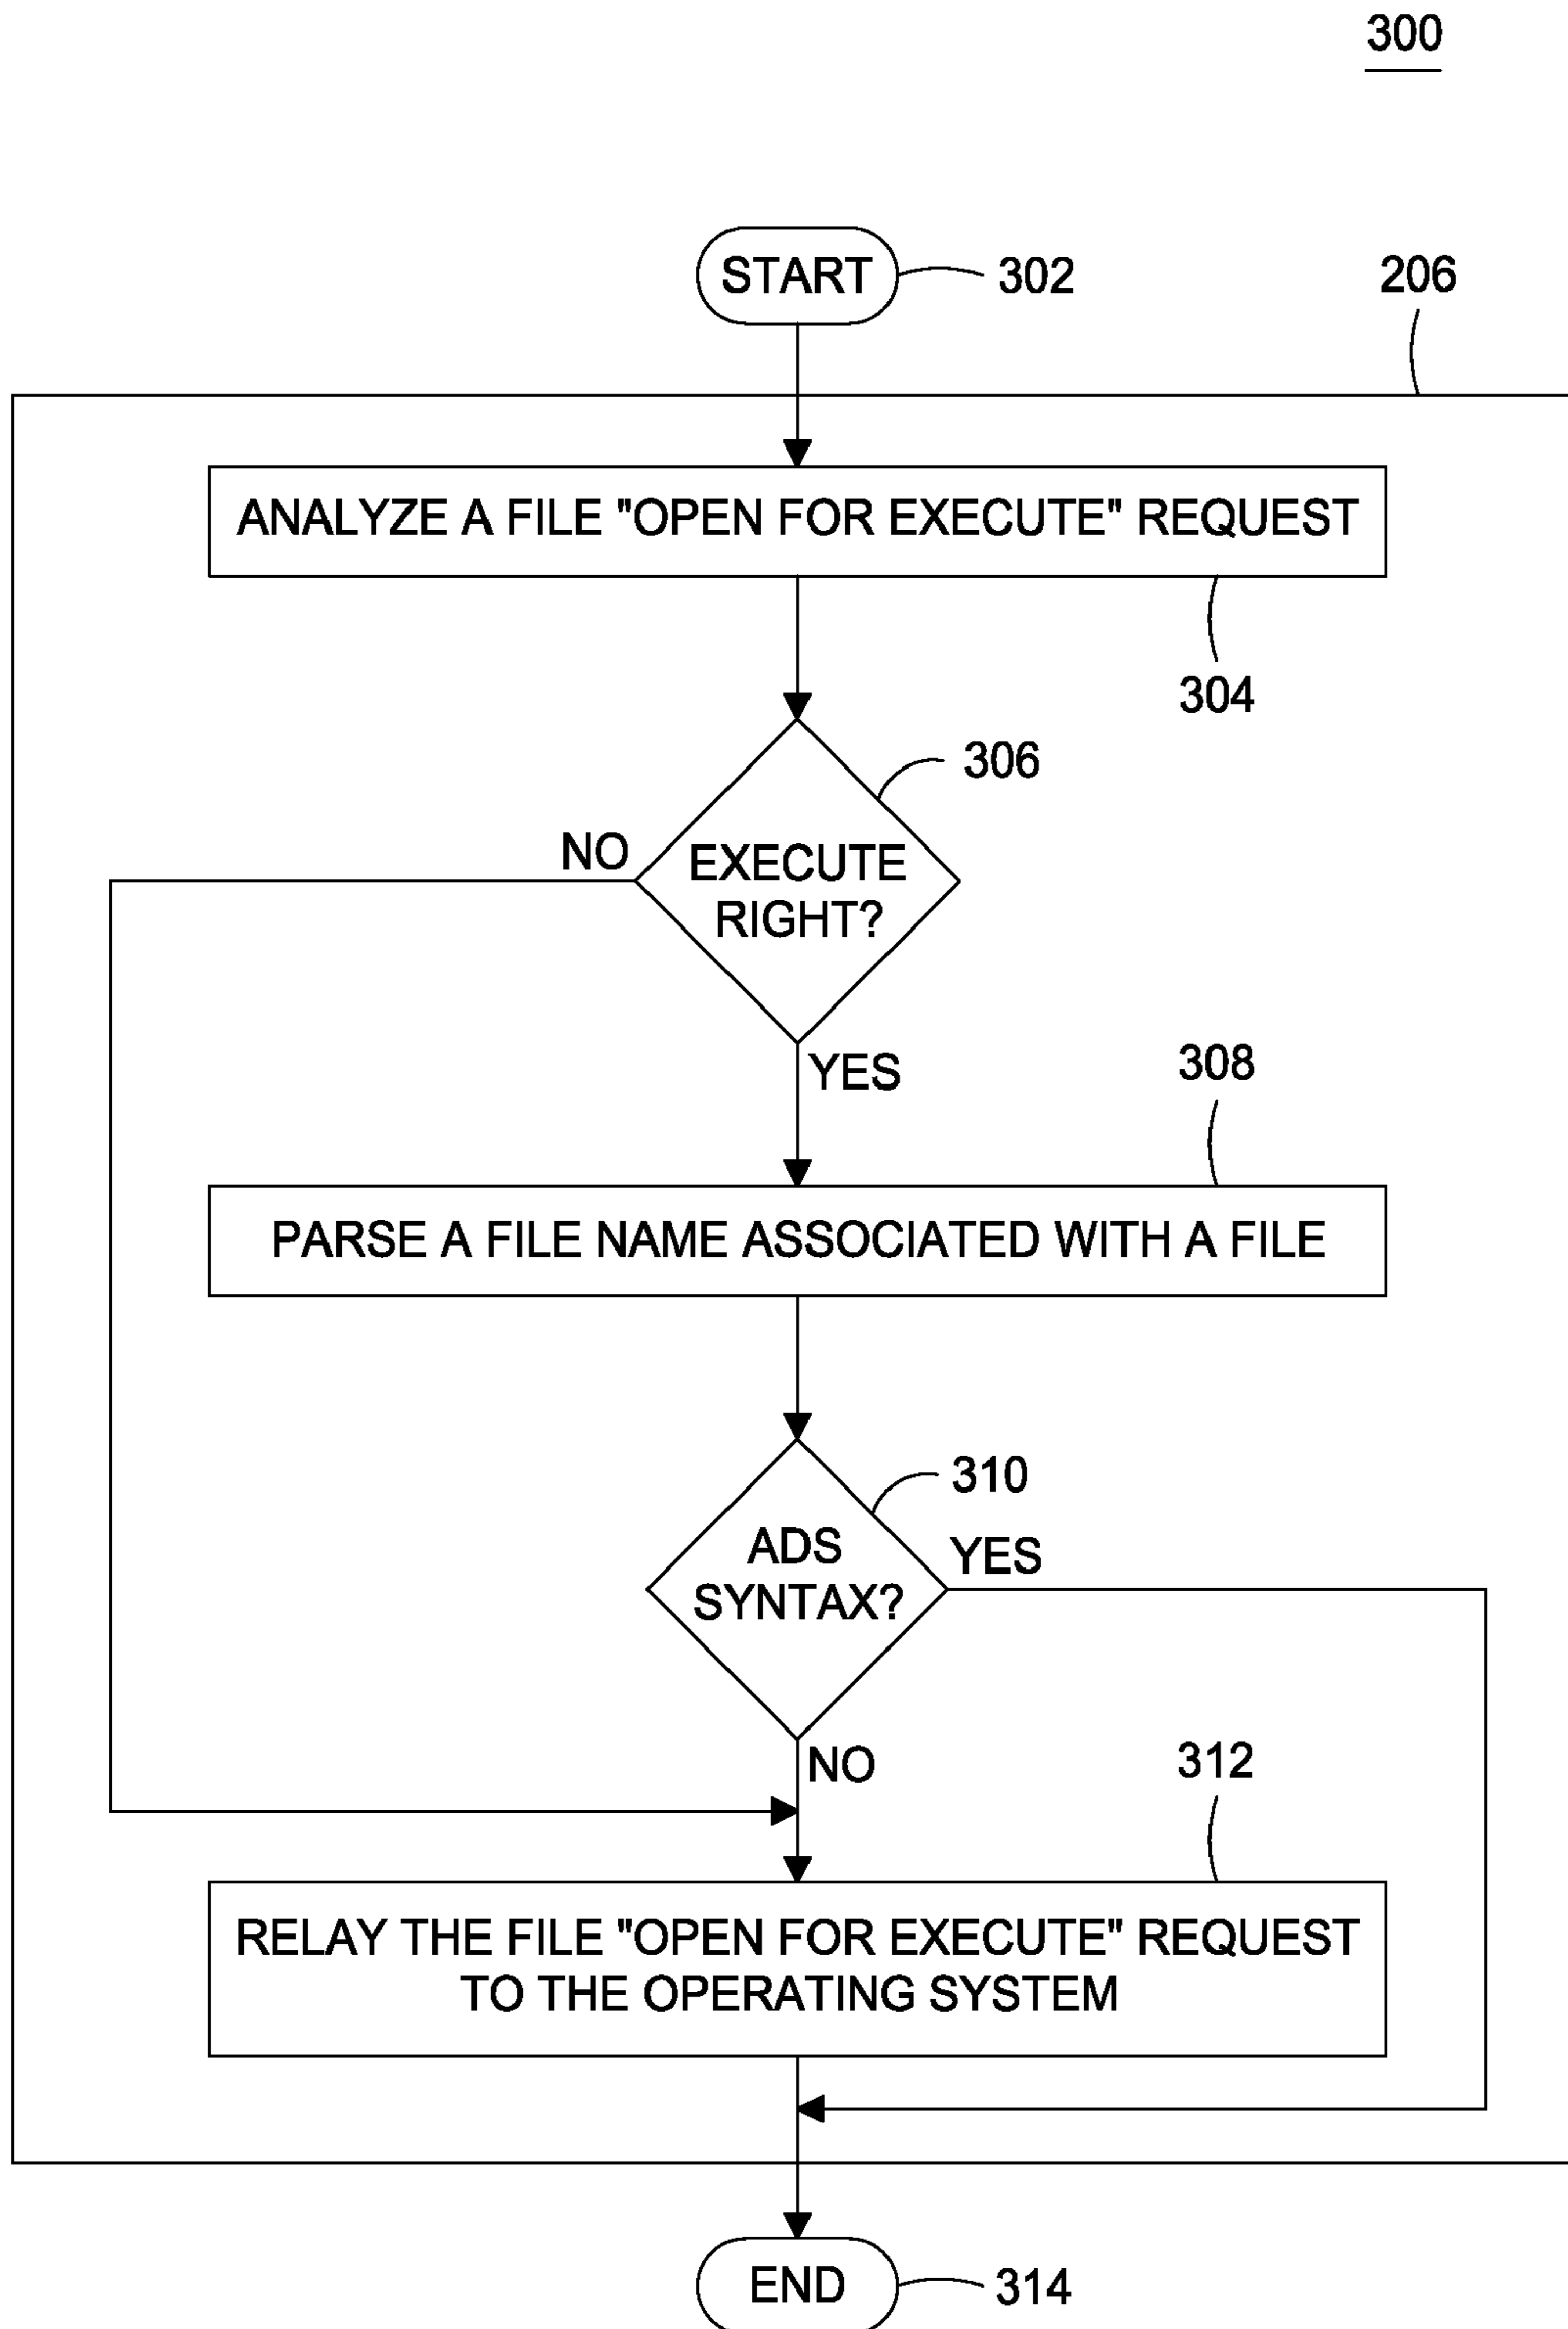 300
START
302
206
ANALYZE A FILE "OPEN FOR EXECUTE" REQUEST
304
306
NO
EXECUTE
RIGHT?
YES
308
PARSE A FILE NAME ASSOCIATED WITH A FILE
310
ADS
SYNTAX?
YES
NO
312
RELAY THE FILE "OPEN FOR EXECUTE" REQUEST
TO THE OPERATING SYSTEM
END
314